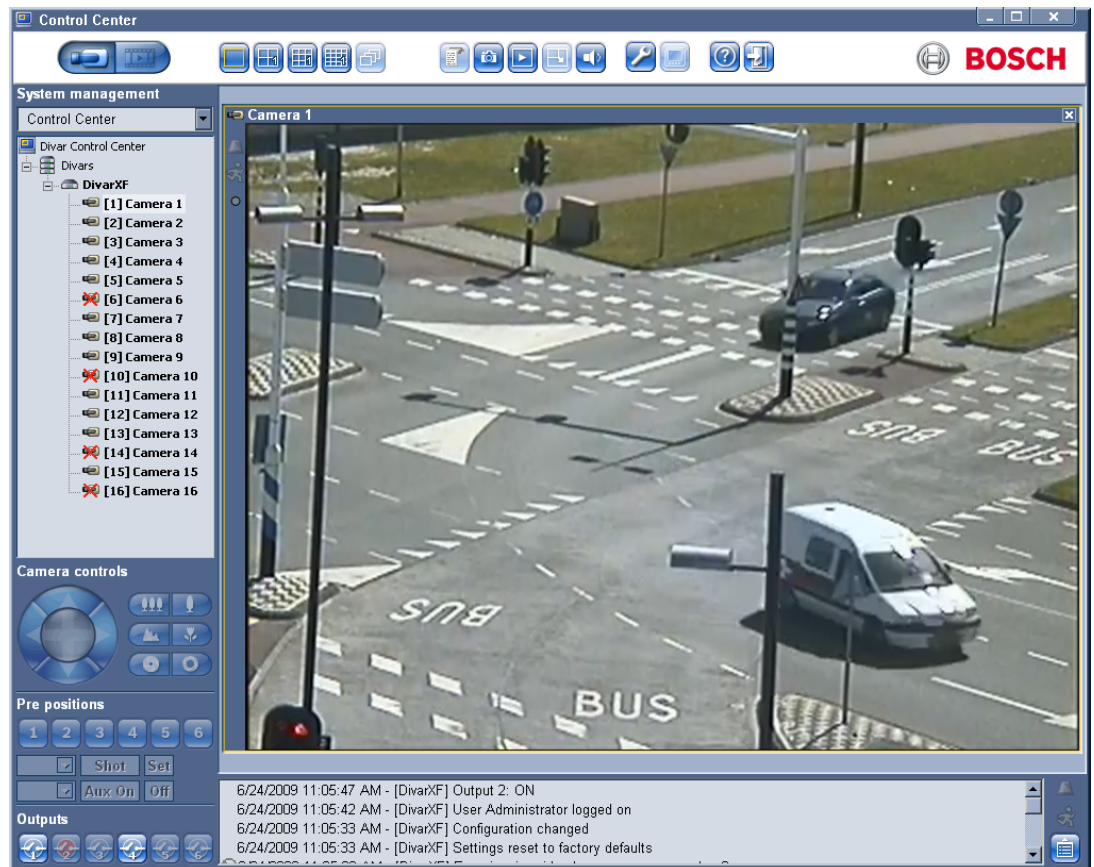 Control Center
BOSCH
System management
Control Center
Divar Control Center
Divars
DivarXF
[1] Camera 1
[2] Camera 2
[3] Camera 3
[4] Camera 4
[5] Camera 5
[6] Camera 6
[7] Camera 7
[8] Camera 8
[9] Camera 9
[10] Camera 10
[11] Camera 11
[12] Camera 12
[13] Camera 13
[14] Camera 14
[15] Camera 15
[16] Camera 16
Camera 1
BUS
BUS
BUS
BUS
Camera controls
Pre positions
1 2 3 4 5 6
Shot Set
Aux On Off
Outputs
1 2 3 4 5 6
6/24/2009 11:05:47 AM - [DivarXF] Output 2: ON
6/24/2009 11:05:42 AM - [DivarXF] User Administrator logged on
6/24/2009 11:05:33 AM - [DivarXF] Configuration changed
6/24/2009 11:05:33 AM - [DivarXF] Settings reset to factory defaults